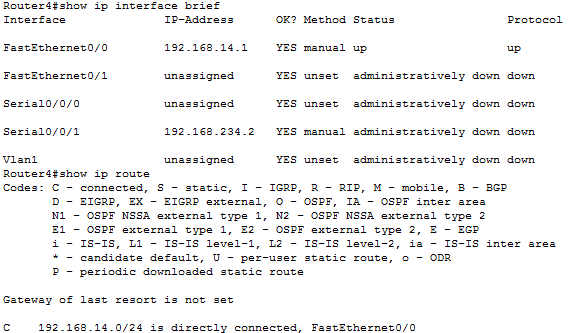 Router4#show ip interface brief
Interface IP-Address OK? Method Status Protocol
FastEthernet0/0 192.168.14.1 YES manual up up
FastEthernet0/1 unassigned YES unset administratively down down
Serial0/0/0 unassigned YES unset administratively down down
Serial0/0/1 192.168.234.2 YES manual administratively down down
Vlan1 unassigned YES unset administratively down down
Router4#show ip route
Codes: C - connected, S - static, I - IGRP, R - RIP, M - mobile, B - BGP
D - EIGRP, EX - EIGRP external, O - OSPF, IA - OSPF inter area
N1 - OSPF NSSA external type 1, N2 - OSPF NSSA external type 2
E1 - OSPF external type 1, E2 - OSPF external type 2, E - EGP
i - IS-IS, L1 - IS-IS level-1, L2 - IS-IS level-2, ia - IS-IS inter area
* - candidate default, U - per-user static route, o - ODR
P - periodic downloaded static route
Gateway of last resort is not set
C 192.168.14.0/24 is directly connected, FastEthernet0/0